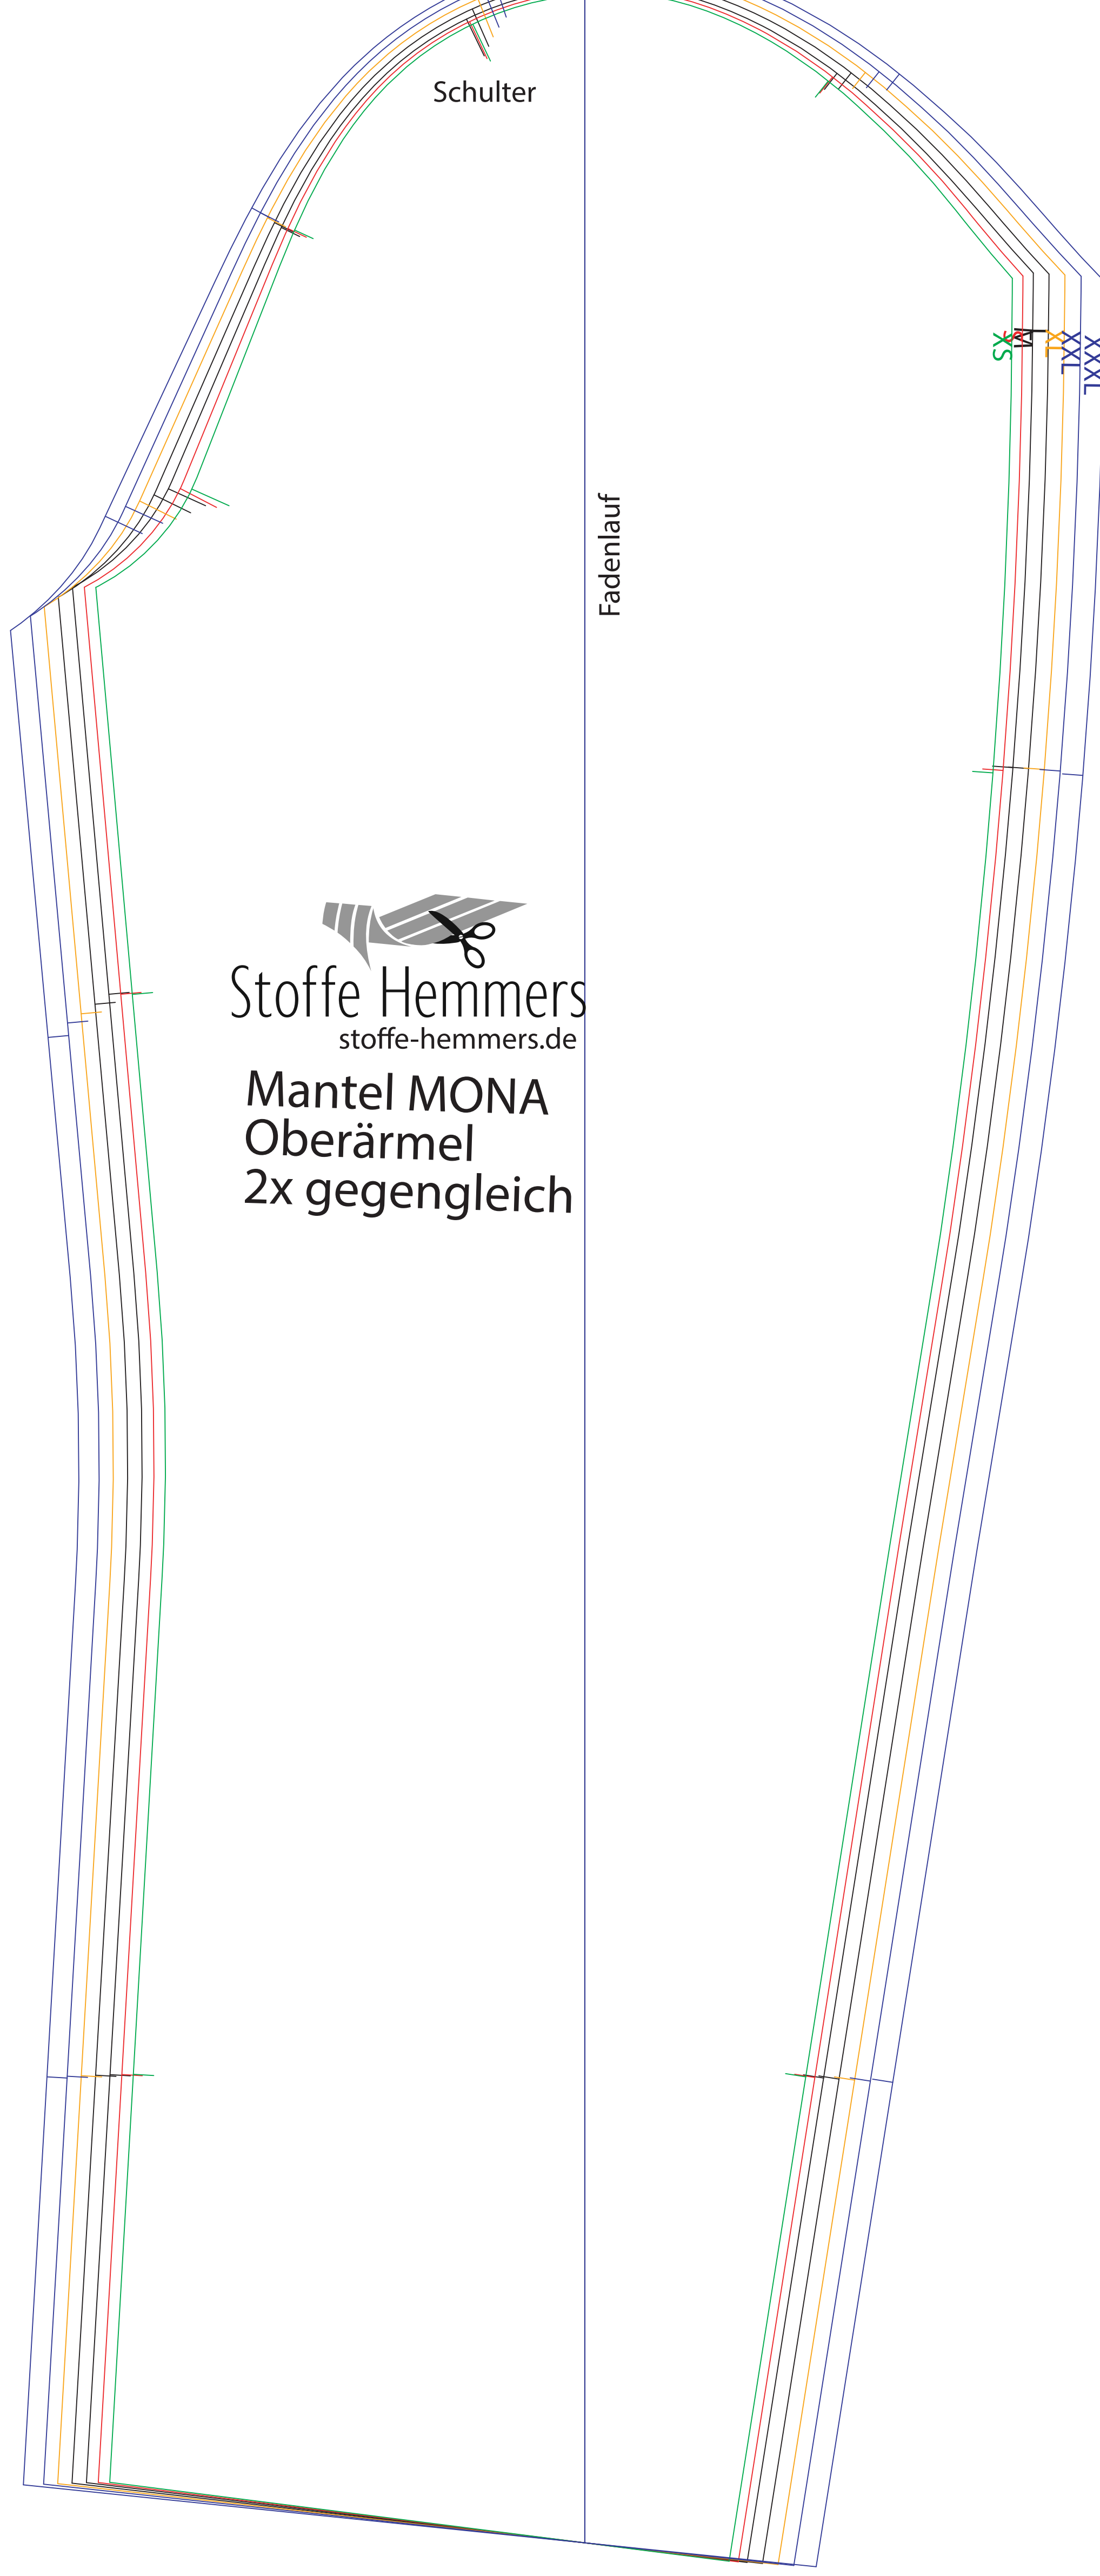 Schulter
XS
S
M
L
XL
XXL
XXXL
Fadenlauf
Stoffe Hemmers
stoffe-hemmers.de
Mantel MONA
Oberärmel
2x gegengleich